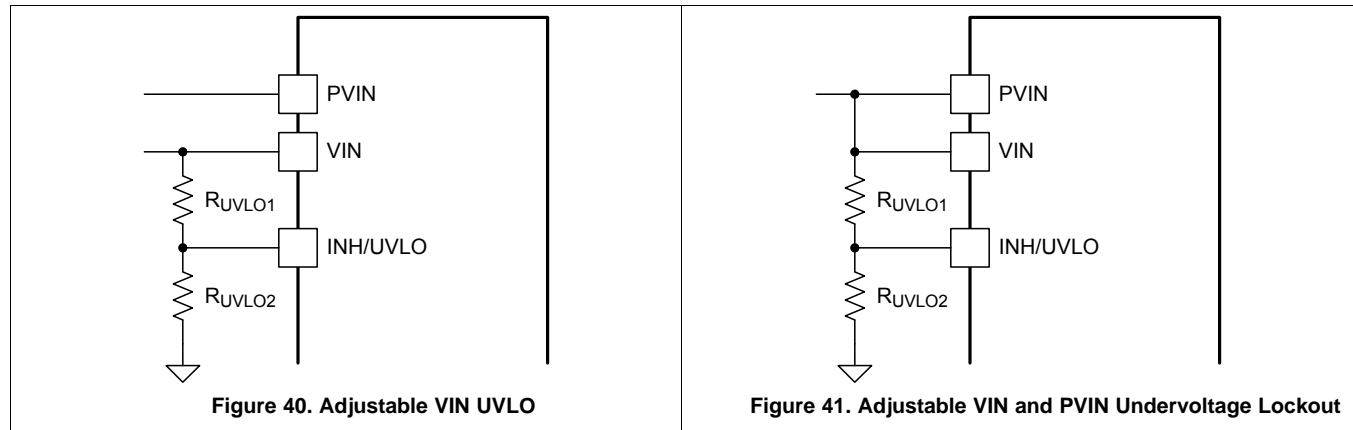 PVIN
VIN
RUVLO1
INH/UVLO
RUVLO2
Figure 40. Adjustable VIN UVLO
PVIN
VIN
RUVLO1
INH/UVLO
RUVLO2
Figure 41. Adjustable VIN and PVIN Undervoltage Lockout